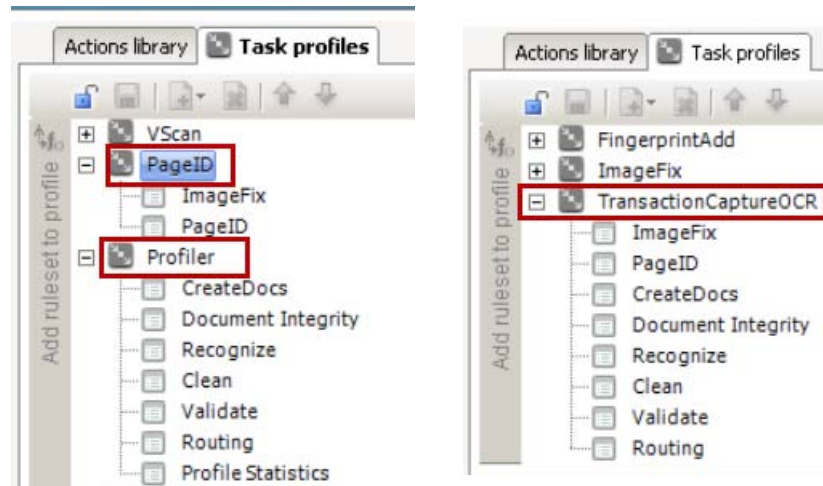 Actions library Task profiles
Add ruleset to profile
VScan
PageID
ImageFix
PageID
Profiler
CreateDocs
Document Integrity
Recognize
Clean
Validate
Routing
Profile Statistics
Actions library Task profiles
Add ruleset to profile
FingerprintAdd
ImageFix
TransactionCaptureOCR
ImageFix
PageID
CreateDocs
Document Integrity
Recognize
Clean
Validate
Routing